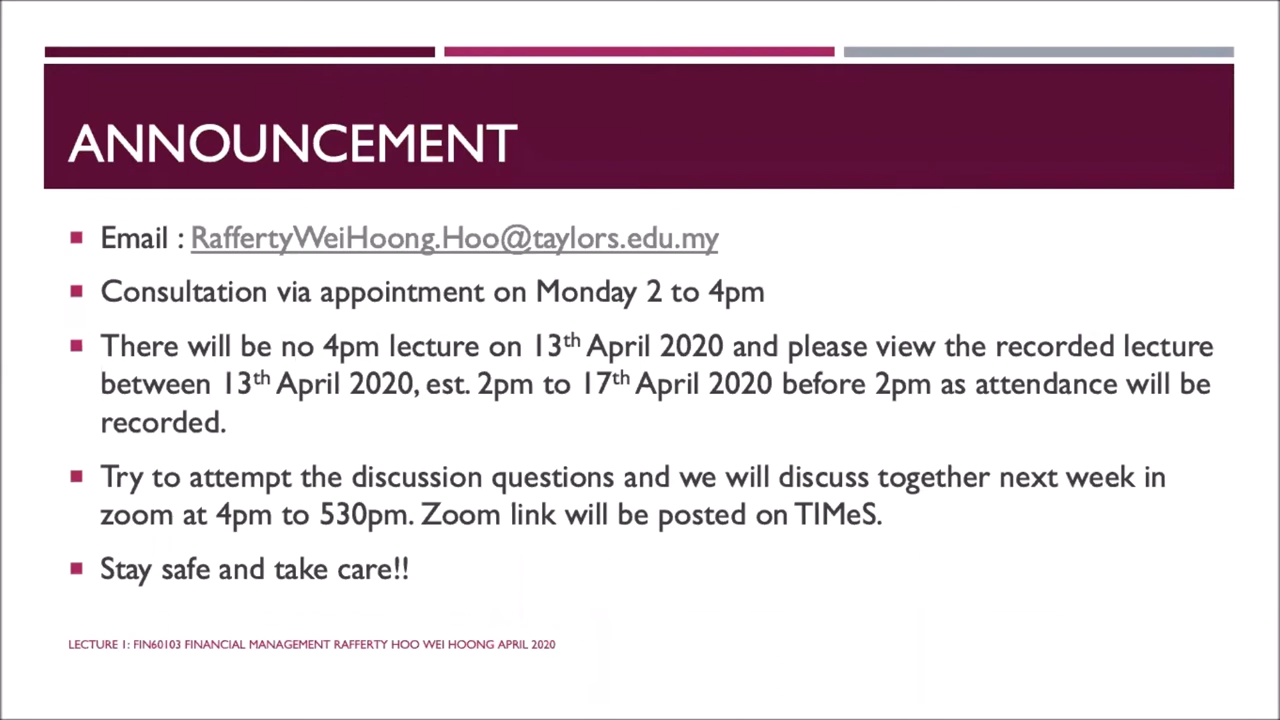 ANNOUNCEMENT
Email : RaffertyWeiHoong.Hoo@taylors.edu.my
Consultation via appointment on Monday 2 to 4pm
There will be no 4pm lecture on 13th April 2020 and please view the recorded lecture
between 13th April 2020, est. 2pm to 17th April 2020 before 2pm as attendance will be
recorded.
Try to attempt the discussion questions and we will discuss together next week in
zoom at 4pm to 530pm. Zoom link will be posted on TIMeS.
Stay safe and take care!!
LECTURE 1: FIN60103 FINANCIAL MANAGEMENT RAFFERTY HOO WEI HOONG APRIL 2020